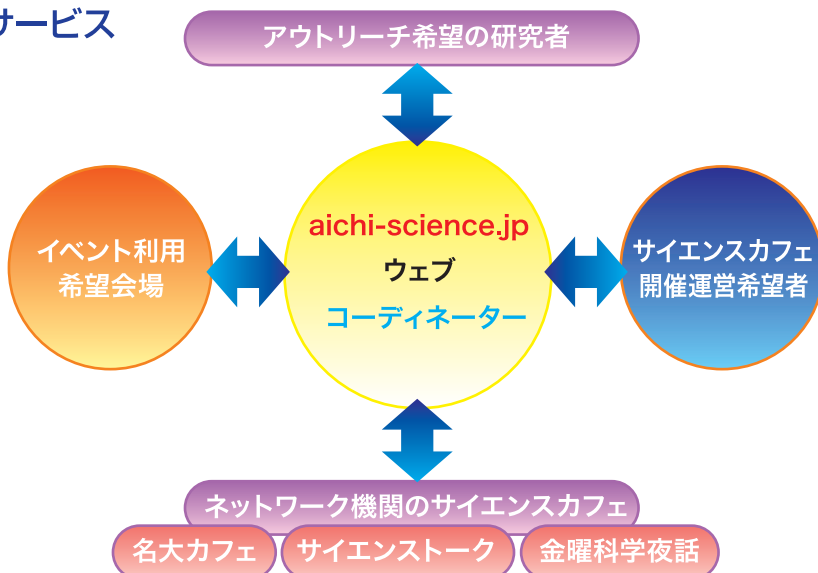 サービス
アウトリーチ希望の研究者
aichi-science.jp
ウェブ
コーディネーター
イベント利用
希望会場
サイエンスカフェ
開催運営希望者
ネットワーク機関のサイエンスカフェ
名大カフェ
サイエンストーク
金曜科学夜話